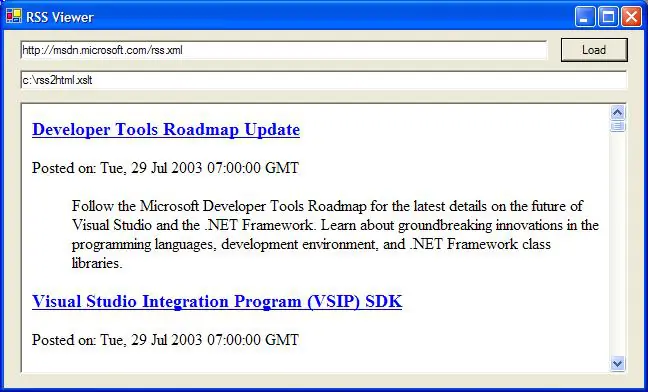 RSS Viewer
http://msdn.microsoft.com/rss.xml
Load
c:\rss2html.xslt
Developer Tools Roadmap Update
Posted on: Tue, 29 Jul 2003 07:00:00 GMT
Follow the Microsoft Developer Tools Roadmap for the latest details on the future of
Visual Studio and the .NET Framework. Learn about groundbreaking innovations in the
programming languages, development environment, and .NET Framework class
libraries.
Visual Studio Integration Program (VSIP) SDK
Posted on: Tue, 29 Jul 2003 07:00:00 GMT